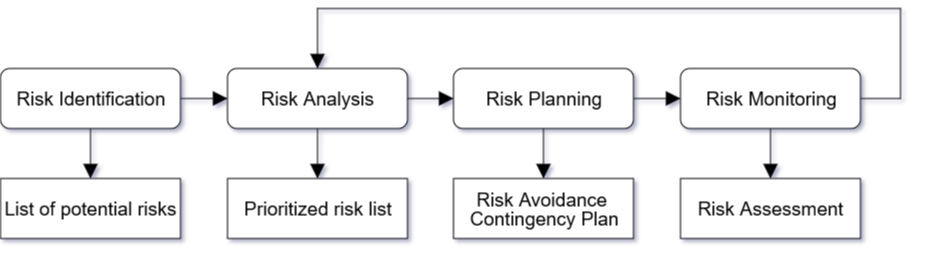 Risk Identification
Risk Analysis
Risk Planning
Risk Monitoring
List of potential risks
Prioritized risk list
Risk Avoidance
Contingency Plan
Risk Assessment